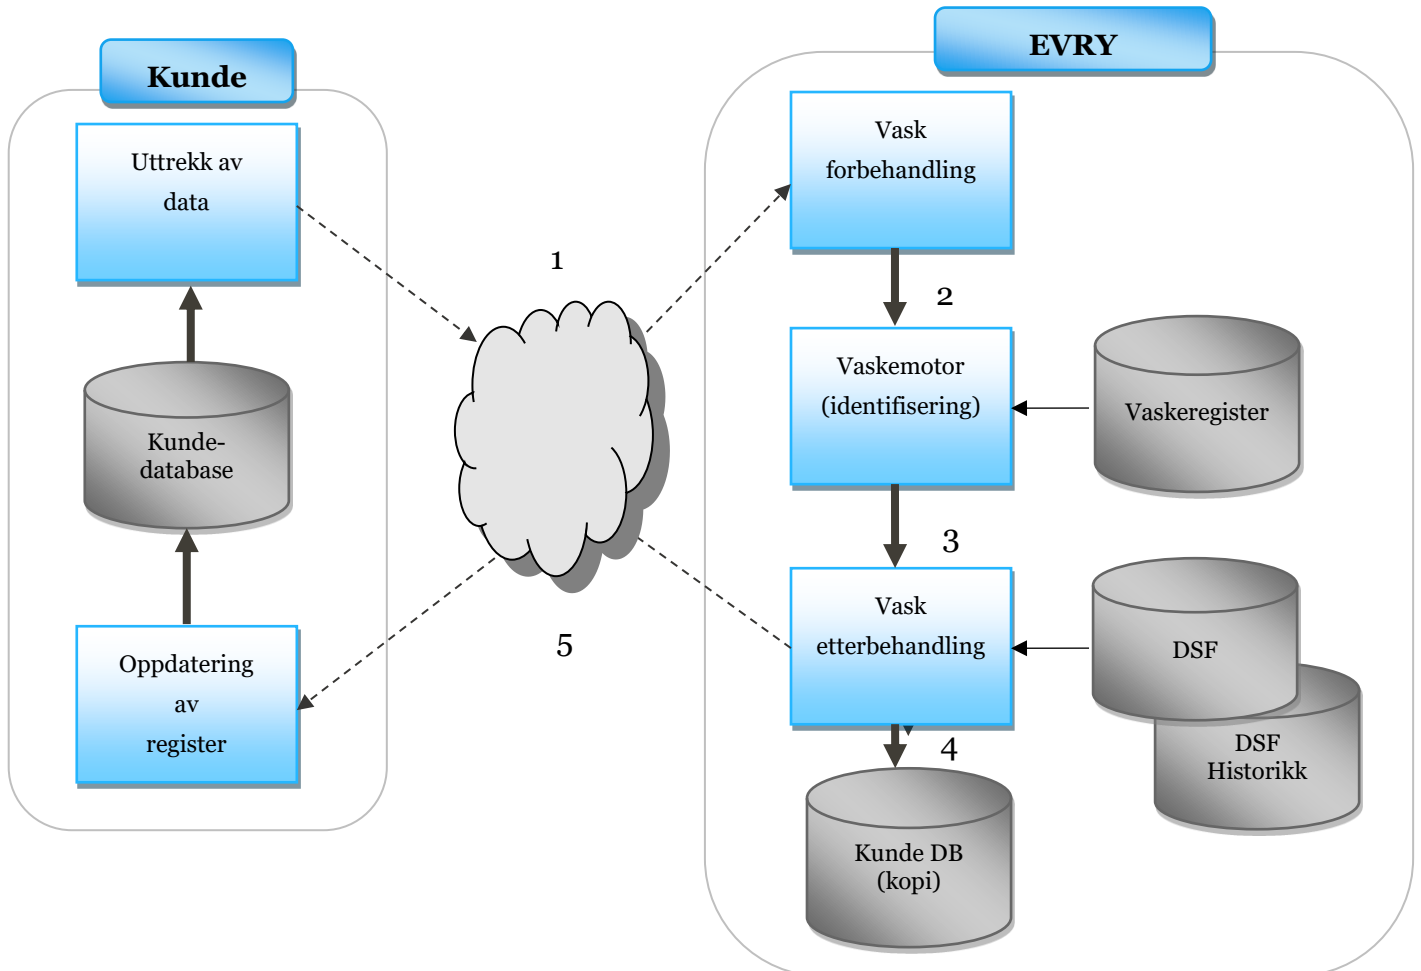 Kunde
Uttrekk av
data
Kunde-
database
Oppdatering
av
register
1
5
EVRY
Vask
forbehandling
2
Vaskemotor
(identifisering)
Vaskeregister
3
Vask
etterbehandling
DSF
DSF
Historikk
4
Kunde DB
(kopi)